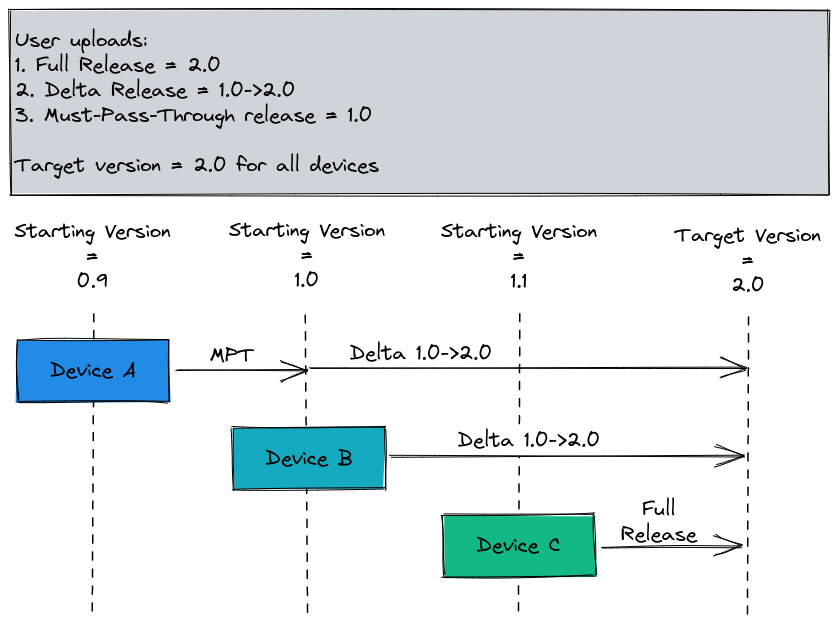 User uploads:
1. Full Release = 2.0
2. Delta Release = 1.0->2.0
3. Must-Pass-Through release = 1.0
Target version = 2.0 for all devices
Starting Version
=
0.9
Starting Version
=
1.0
Starting Version
=
1.1
Target Version
=
2.0
Device A
MPT
Delta 1.0->2.0
Device B
Delta 1.0->2.0
Device C
Full
Release